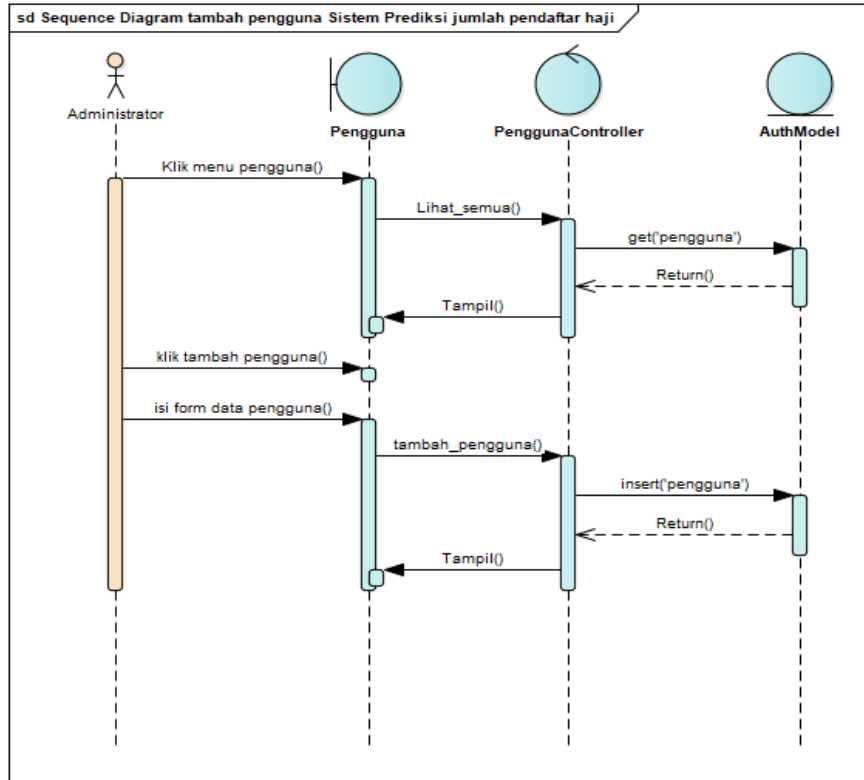 sd Sequence Diagram tambah pengguna Sistem Prediksi jumlah pendaftar haji
Administrator
Pengguna
PenggunaController
AuthModel
Klik menu pengguna()
Lihat_semua()
get('pengguna')
Return()
Tampil()
klik tambah pengguna()
isi form data pengguna()
tambah_pengguna()
insert('pengguna')
Return()
Tampil()